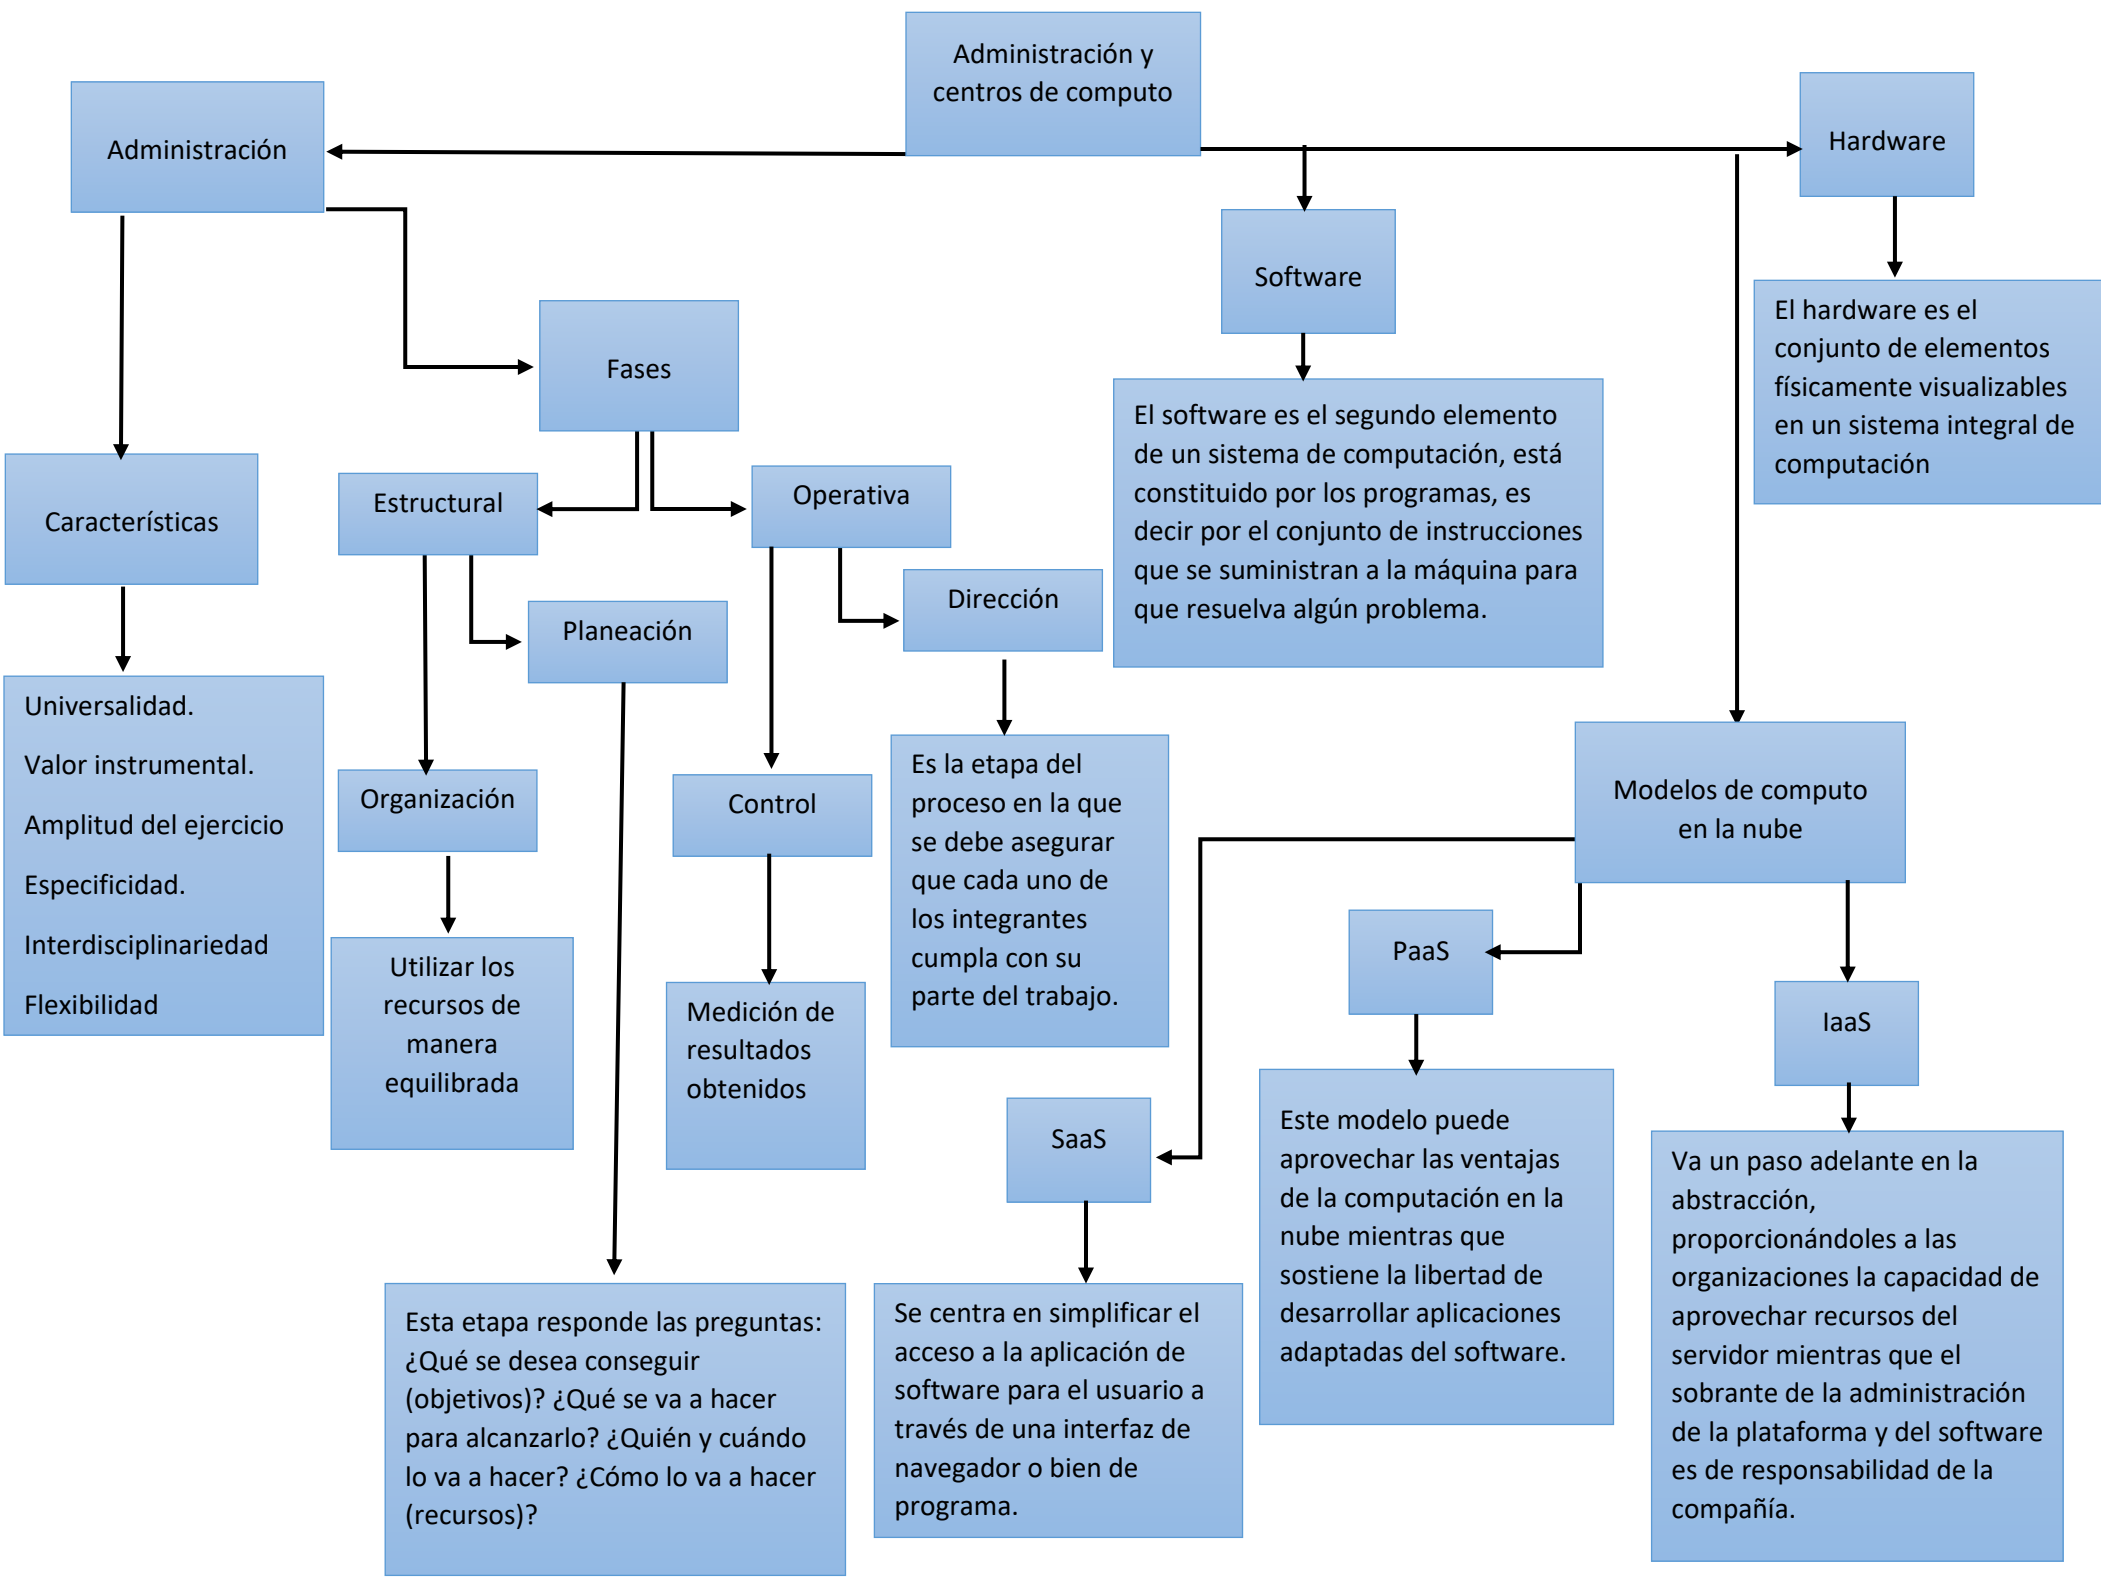 Administración y
centros de computo
Administración
Hardware
Software
El hardware es el
conjunto de elementos
físicamente visualizables
en un sistema integral de
computación
Fases
El software es el segundo elemento
de un sistema de computación, está
constituido por los programas, es
decir por el conjunto de instrucciones
que se suministran a la máquina para
que resuelva algún problema.
Características
Estructural
Operativa
Dirección
Planeación
Universalidad.
Valor instrumental.
Amplitud del ejercicio
Especificidad.
Interdisciplinariedad
Flexibilidad
Organización
Control
Es la etapa del
proceso en la que
se debe asegurar
que cada uno de
los integrantes
cumpla con su
parte del trabajo.
Modelos de computo
en la nube
Utilizar los
recursos de
manera
equilibrada
Medición de
resultados
obtenidos
PaaS
IaaS
SaaS
Este modelo puede
aprovechar las ventajas
de la computación en la
nube mientras que
sostiene la libertad de
desarrollar aplicaciones
adaptadas del software.
Va un paso adelante en la
abstracción,
proporcionándoles a las
organizaciones la capacidad de
aprovechar recursos del
servidor mientras que el
sobrante de la administración
de la plataforma y del software
es de responsabilidad de la
compañía.
Esta etapa responde las preguntas:
¿Qué se desea conseguir
(objetivos)? ¿Qué se va a hacer
para alcanzarlo? ¿Quién y cuándo
lo va a hacer? ¿Cómo lo va a hacer
(recursos)?
Se centra en simplificar el
acceso a la aplicación de
software para el usuario a
través de una interfaz de
navegador o bien de
programa.